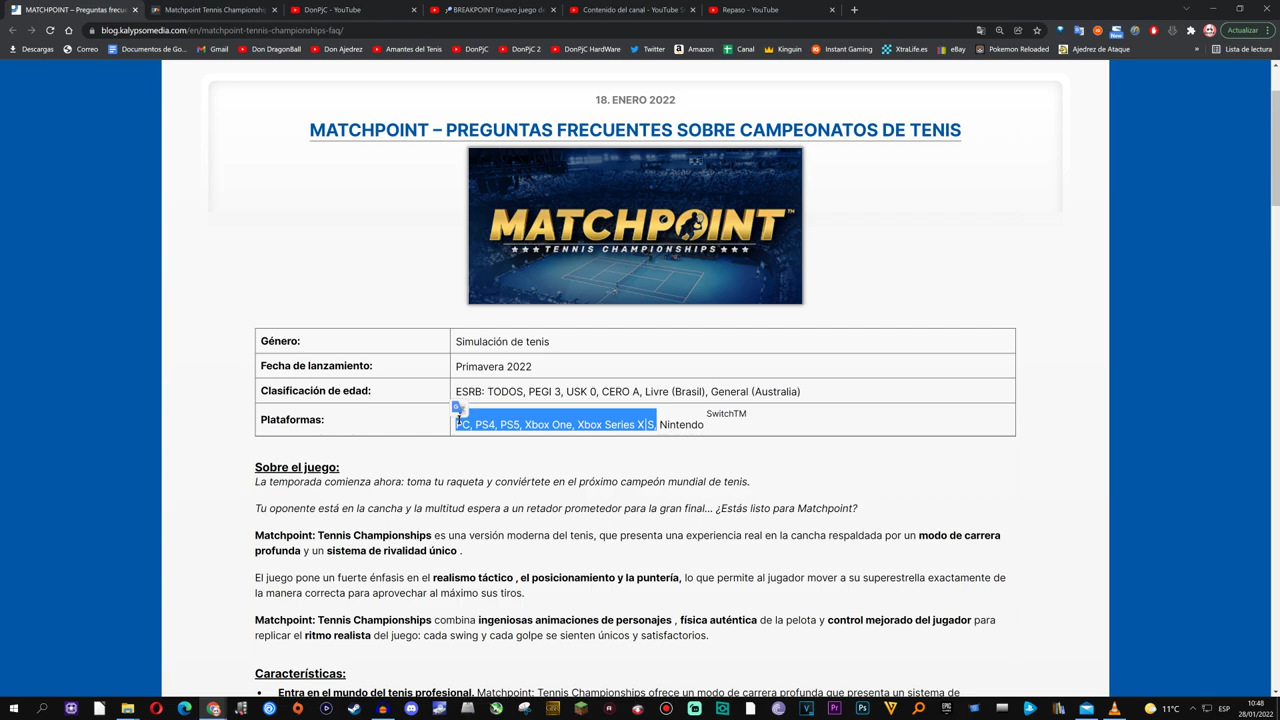 MATCHPOINT – Preguntas frecue
Matchpoint Tennis Championship
DonPjC - YouTube
BREAKPOINT (nuevo juego de
Contenido del canal - YouTube S
Repaso - YouTube
blog.kalypsomedia.com/en/matchpoint-tennis-championships-faq/
Actualizar
Descargas
Correo
Documentos de Go...
Gmail
Don DragonBall
Don Ajedrez
Amantes del Tenis
DonPjC
DonPjC 2
DonPjC HardWare
Twitter
Amazon
Canal
Kinguin
Instant Gaming
XtraLife.es
eBay
Pokemon Reloaded
Ajedrez de Ataque
»
Lista de lectura
18. ENERO 2022
MATCHPOINT – PREGUNTAS FRECUENTES SOBRE CAMPEONATOS DE TENIS
MATCHPOINT™
TENNIS CHAMPIONSHIPS
Género: Simulación de tenis
Fecha de lanzamiento: Primavera 2022
Clasificación de edad: ESRB: TODOS, PEGI 3, USK 0, CERO A, Livre (Brasil), General (Australia)
Plataformas: PC, PS4, PS5, Xbox One, Xbox Series X|S, Nintendo SwitchTM
Sobre el juego:
La temporada comienza ahora: toma tu raqueta y conviértete en el próximo campeón mundial de tenis.
Tu oponente está en la cancha y la multitud espera a un retador prometedor para la gran final... ¿Estás listo para Matchpoint?
Matchpoint: Tennis Championships es una versión moderna del tenis, que presenta una experiencia real en la cancha respaldada por un modo de carrera
profunda y un sistema de rivalidad único .
El juego pone un fuerte énfasis en el realismo táctico , el posicionamiento y la puntería, lo que permite al jugador mover a su superestrella exactamente de
la manera correcta para aprovechar al máximo sus tiros.
Matchpoint: Tennis Championships combina ingeniosas animaciones de personajes , física auténtica de la pelota y control mejorado del jugador para
replicar el ritmo realista del juego: cada swing y cada golpe se sienten únicos y satisfactorios.
Características:
• Entra en el mundo del tenis profesional. Matchpoint: Tennis Championships ofrece un modo de carrera profunda que presenta un sistema de
11°C
ESP
10:48
28/01/2022